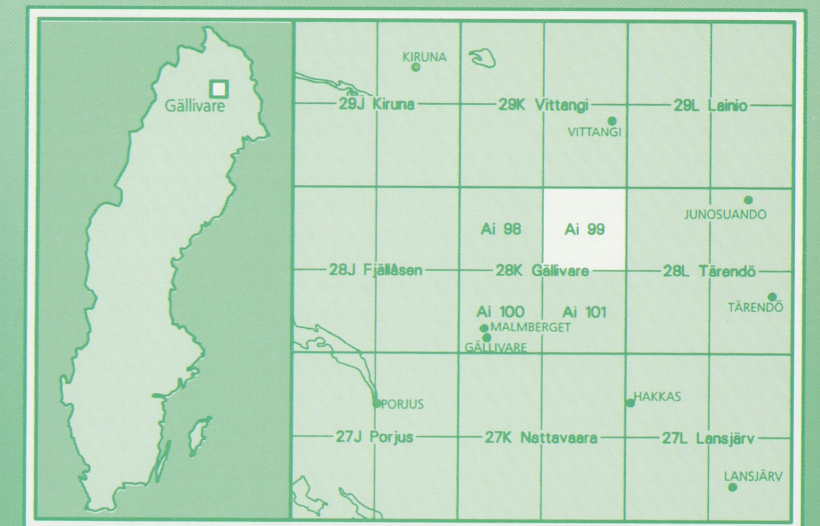 Gällivare
KIRUNA
29J Kiruna
29K Vittangi
29L Lainio
VITTANGI
JUNOSUANDO
Ai 98
Ai 99
28J Fjällåsen
28K Gällivare
28L Tärendö
TÄRENDÖ
Ai 100
Ai 101
MALMBERGET
GÄLLIVARE
PORJUS
HAKKAS
27J Porjus
27K Nattavaara
27L Lansjärv
LANSJÄRV